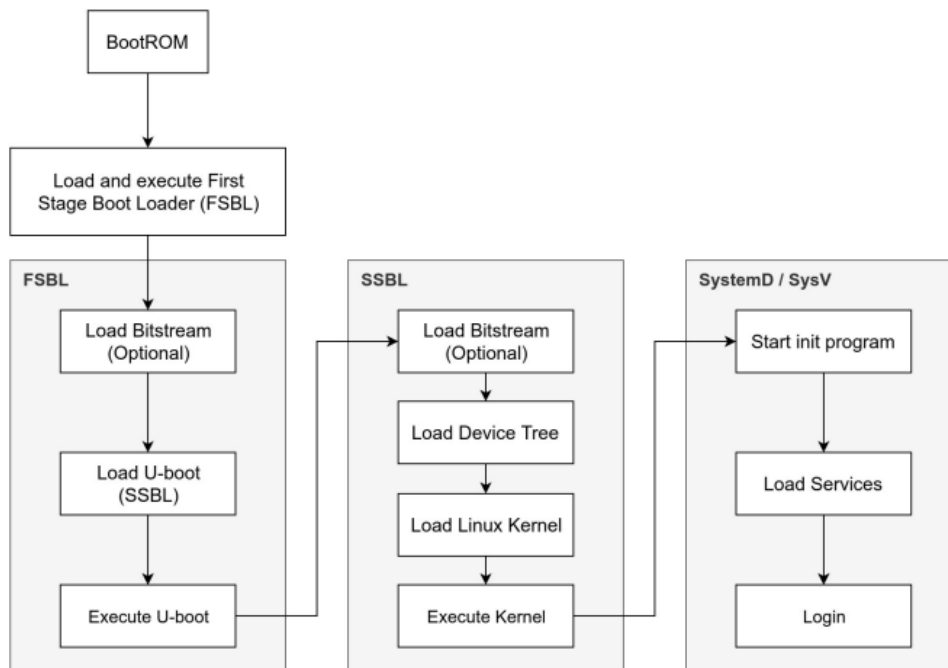 BootROM
Load and execute First
Stage Boot Loader (FSBL)
FSBL
Load Bitstream
(Optional)
Load U-boot
(SSBL)
Execute U-boot
SSBL
Load Bitstream
(Optional)
Load Device Tree
Load Linux Kernel
Execute Kernel
SystemD / SysV
Start init program
Load Services
Login